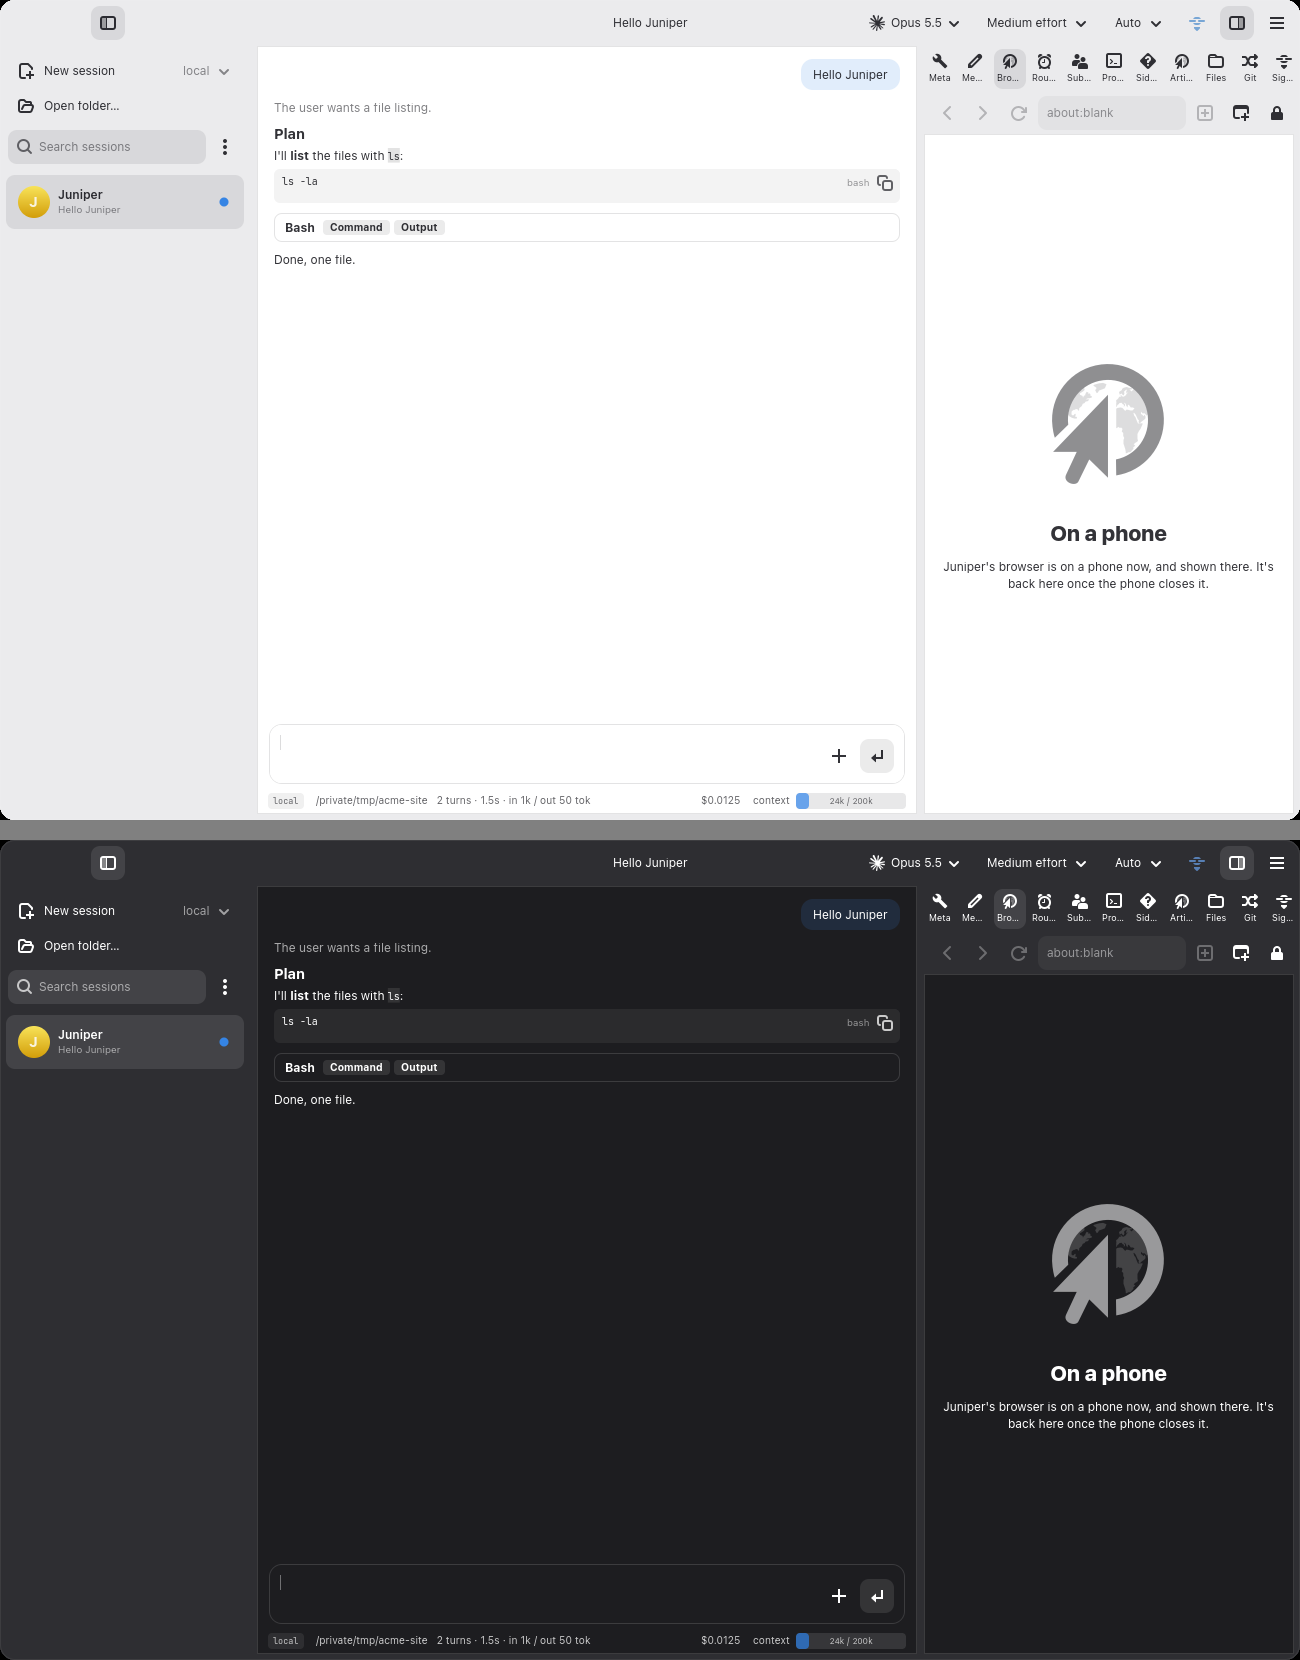 Hello Juniper
Opus 5.5
Medium effort
Auto
New session
local
Open folder...
Search sessions
J
Juniper
Hello Juniper
Hello Juniper
The user wants a file listing.
Plan
I'll list the files with ls:
ls -la
bash
Bash Command Output
Done, one file.
local /private/tmp/acme-site 2 turns · 1.5s · in 1k / out 50 tok
$0.0125 context 24k / 200k
Meta Me... Bro... Rou... Sub... Pro... Sid... Arti... Files Git Sig...
about:blank
On a phone
Juniper's browser is on a phone now, and shown there. It's
back here once the phone closes it.
Hello Juniper
Opus 5.5
Medium effort
Auto
New session
local
Open folder...
Search sessions
J
Juniper
Hello Juniper
Hello Juniper
The user wants a file listing.
Plan
I'll list the files with ls:
ls -la
bash
Bash Command Output
Done, one file.
local /private/tmp/acme-site 2 turns · 1.5s · in 1k / out 50 tok
$0.0125 context 24k / 200k
Meta Me... Bro... Rou... Sub... Pro... Sid... Arti... Files Git Sig...
about:blank
On a phone
Juniper's browser is on a phone now, and shown there. It's
back here once the phone closes it.